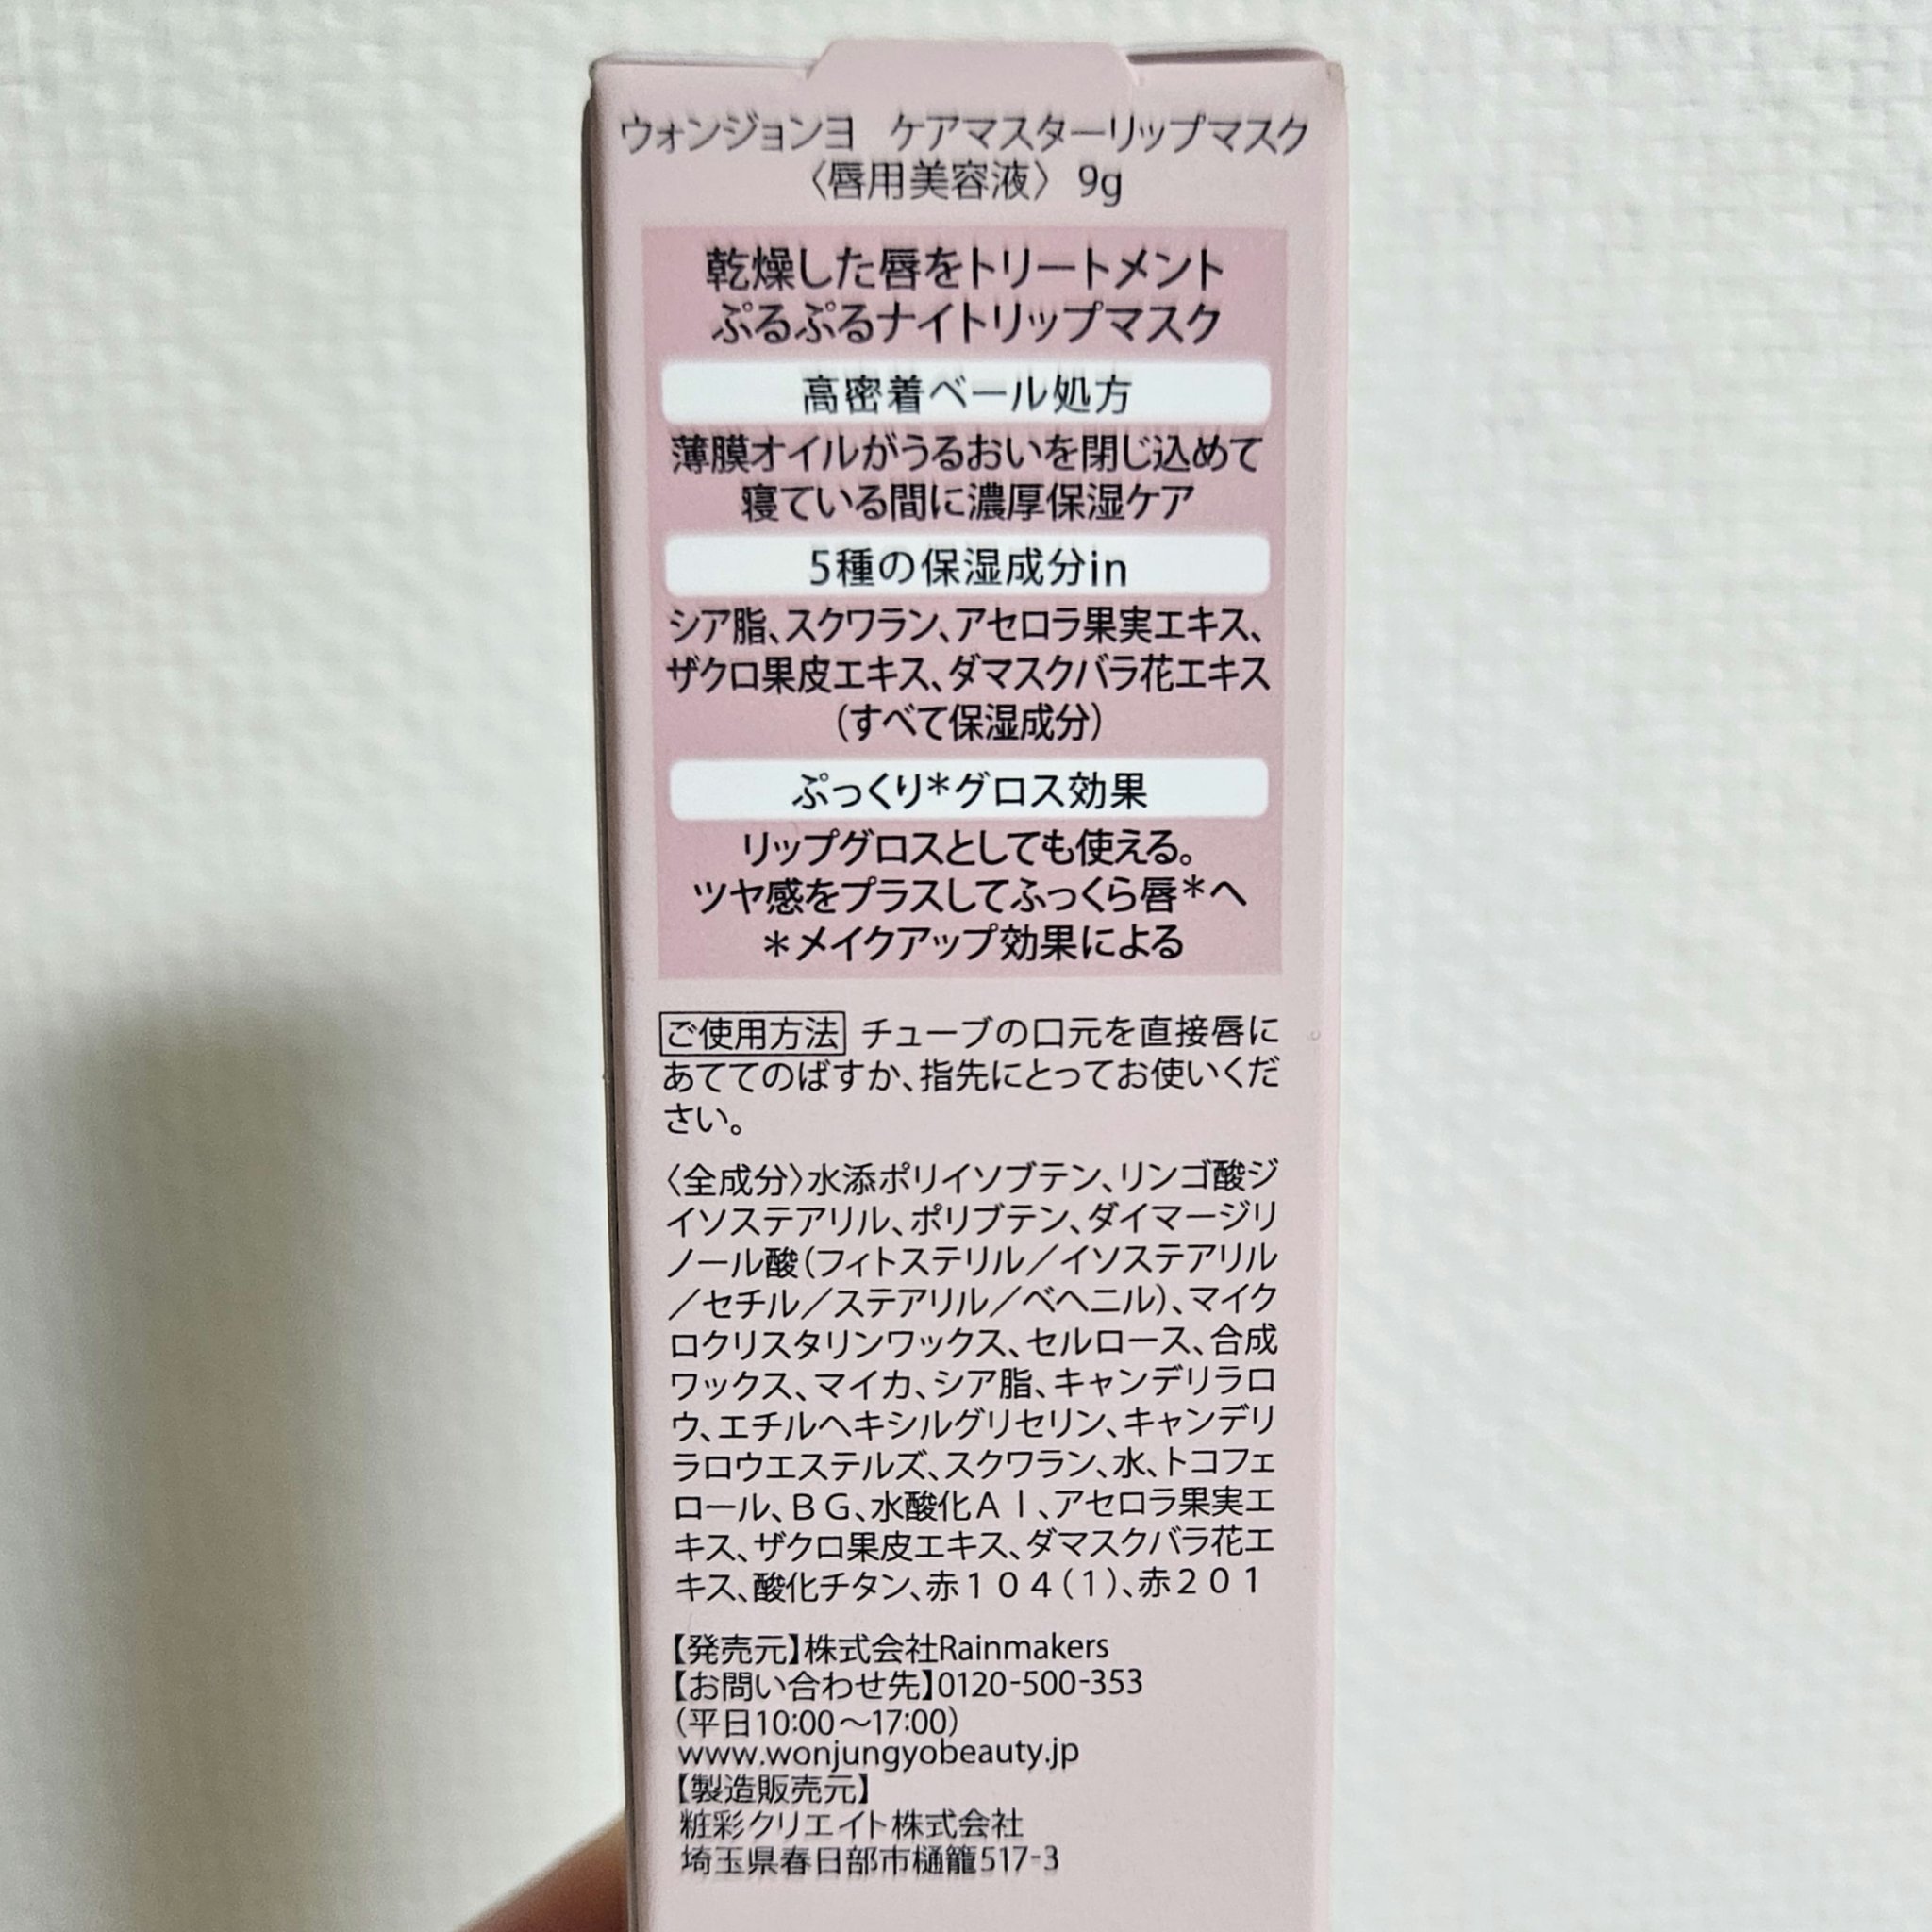 ウォンジョンヨ　ケアマスターリップマスク
〈唇用美容液〉 9g
乾燥した唇をトリートメント
ぷるぷるナイトリップマスク
高密着ベール処方
薄膜オイルがうるおいを閉じ込めて
寝ている間に濃厚保湿ケア
5種の保湿成分in
シア脂、スクワラン、アセロラ果実エキス、
ザクロ果皮エキス、ダマスクバラ花エキス
(すべて保湿成分)
ぷっくり＊グロス効果
リップグロスとしても使える。
ツヤ感をプラスしてふっくら唇＊へ
＊メイクアップ効果による
ご使用方法 チューブの口元を直接唇に
あててのばすか、指先にとってお使いくだ
さい。
〈全成分〉水添ポリイソブテン、リンゴ酸ジ
イソステアリル、ポリブテン、ダイマージリ
ノール酸（フィトステリル／イソステアリル
／セチル／ステアリル／ベヘニル）、マイク
ロクリスタリンワックス、セルロース、合成
ワックス、マイカ、シア脂、キャンデリラロ
ウ、エチルヘキシルグリセリン、キャンデリ
ラロウエステルズ、スクワラン、水、トコフェ
ロール、ＢＧ、水酸化Ａｌ、アセロラ果実エ
キス、ザクロ果皮エキス、ダマスクバラ花エ
キス、酸化チタン、赤１０４（１）、赤２０１
【発売元】株式会社Rainmakers
【お問い合わせ先】0120-500-353
（平日10:00～17:00）
www.wonjungyobeauty.jp
【製造販売元】
粧彩クリエイト株式会社
埼玉県春日部市樋籠517-3